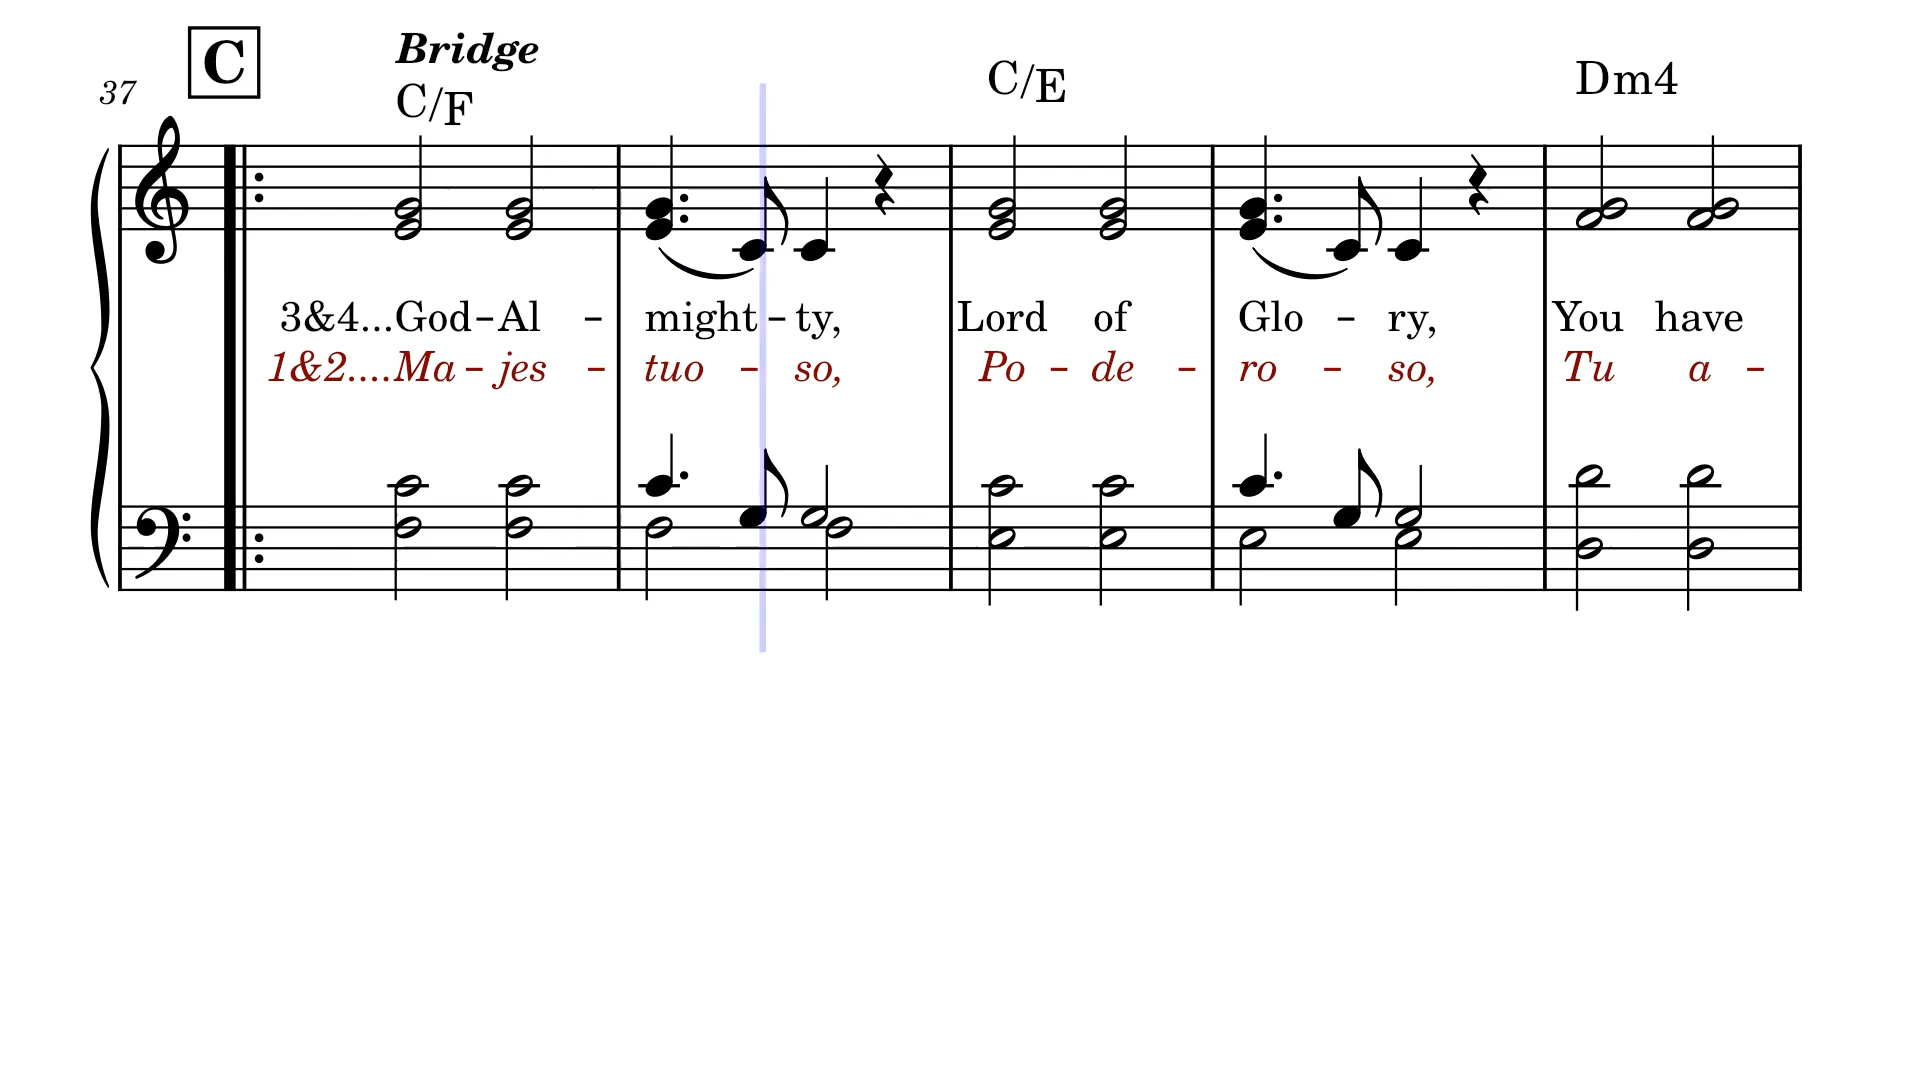 C
Bridge
37
C/F C/E Dm4
3&4...God-Al - might - ty, Lord of Glo - ry, You have
1&2....Ma - jes - tuo - so, Po - de - ro - so, Tu a -